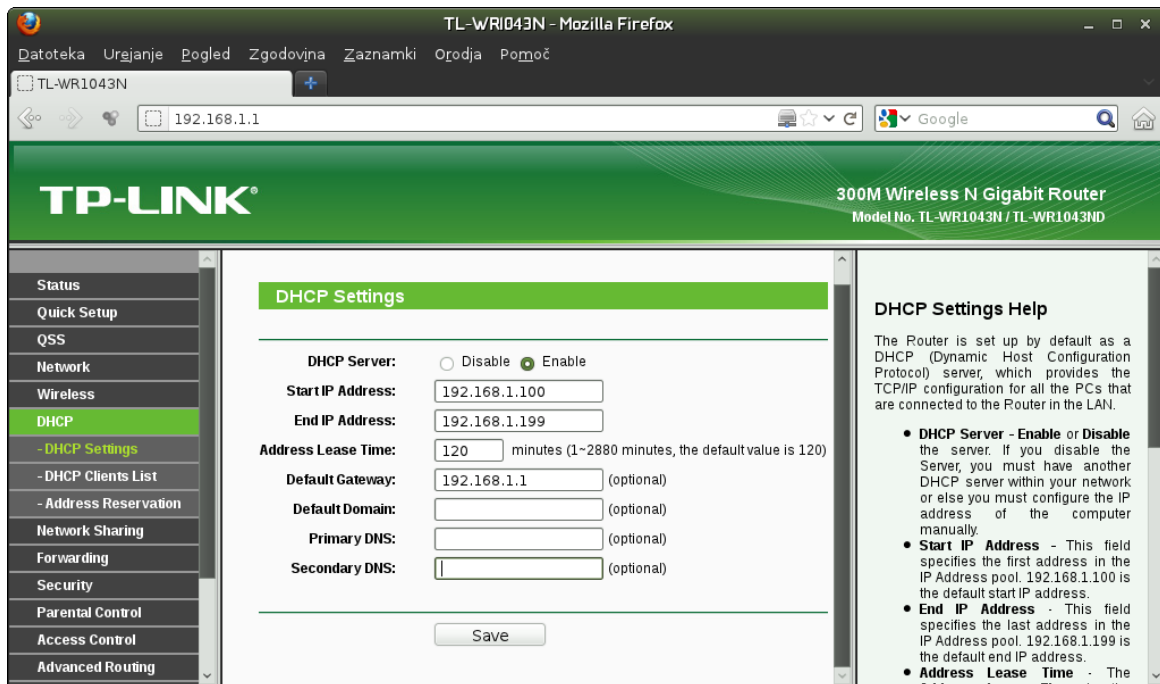 TL-WR1043N - Mozilla Firefox
Datoteka Urejanje Pogled Zgodovina Zaznamki Orodja Pomoč
TL-WR1043N
192.168.1.1
Google
TP-LINK®
300M Wireless N Gigabit Router
Model No. TL-WR1043N / TL-WR1043ND
Status
Quick Setup
QSS
Network
Wireless
DHCP
- DHCP Settings
- DHCP Clients List
- Address Reservation
Network Sharing
Forwarding
Security
Parental Control
Access Control
Advanced Routing
DHCP Settings
DHCP Server: Disable Enable
Start IP Address: 192.168.1.100
End IP Address: 192.168.1.199
Address Lease Time: 120 minutes (1~2880 minutes, the default value is 120)
Default Gateway: 192.168.1.1 (optional)
Default Domain: (optional)
Primary DNS: (optional)
Secondary DNS: (optional)
Save
DHCP Settings Help
The Router is set up by default as a
DHCP (Dynamic Host Configuration
Protocol) server, which provides the
TCP/IP configuration for all the PCs that
are connected to the Router in the LAN.
● DHCP Server - Enable or Disable
the server. If you disable the
Server, you must have another
DHCP server within your network
or else you must configure the IP
address of the computer
manually.
● Start IP Address - This field
specifies the first address in the
IP Address pool. 192.168.1.100 is
the default start IP address.
● End IP Address - This field
specifies the last address in the
IP Address pool. 192.168.1.199 is
the default end IP address.
● Address Lease Time - The